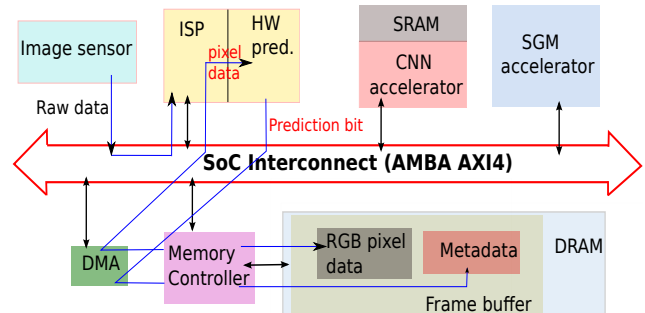 Image sensor
ISP
HW
pred.
pixel
data
SRAM
CNN
accelerator
SGM
accelerator
Raw data
Prediction bit
SoC Interconnect (AMBA AXI4)
DMA
Memory
Controller
RGB pixel
data
Metadata
DRAM
Frame buffer